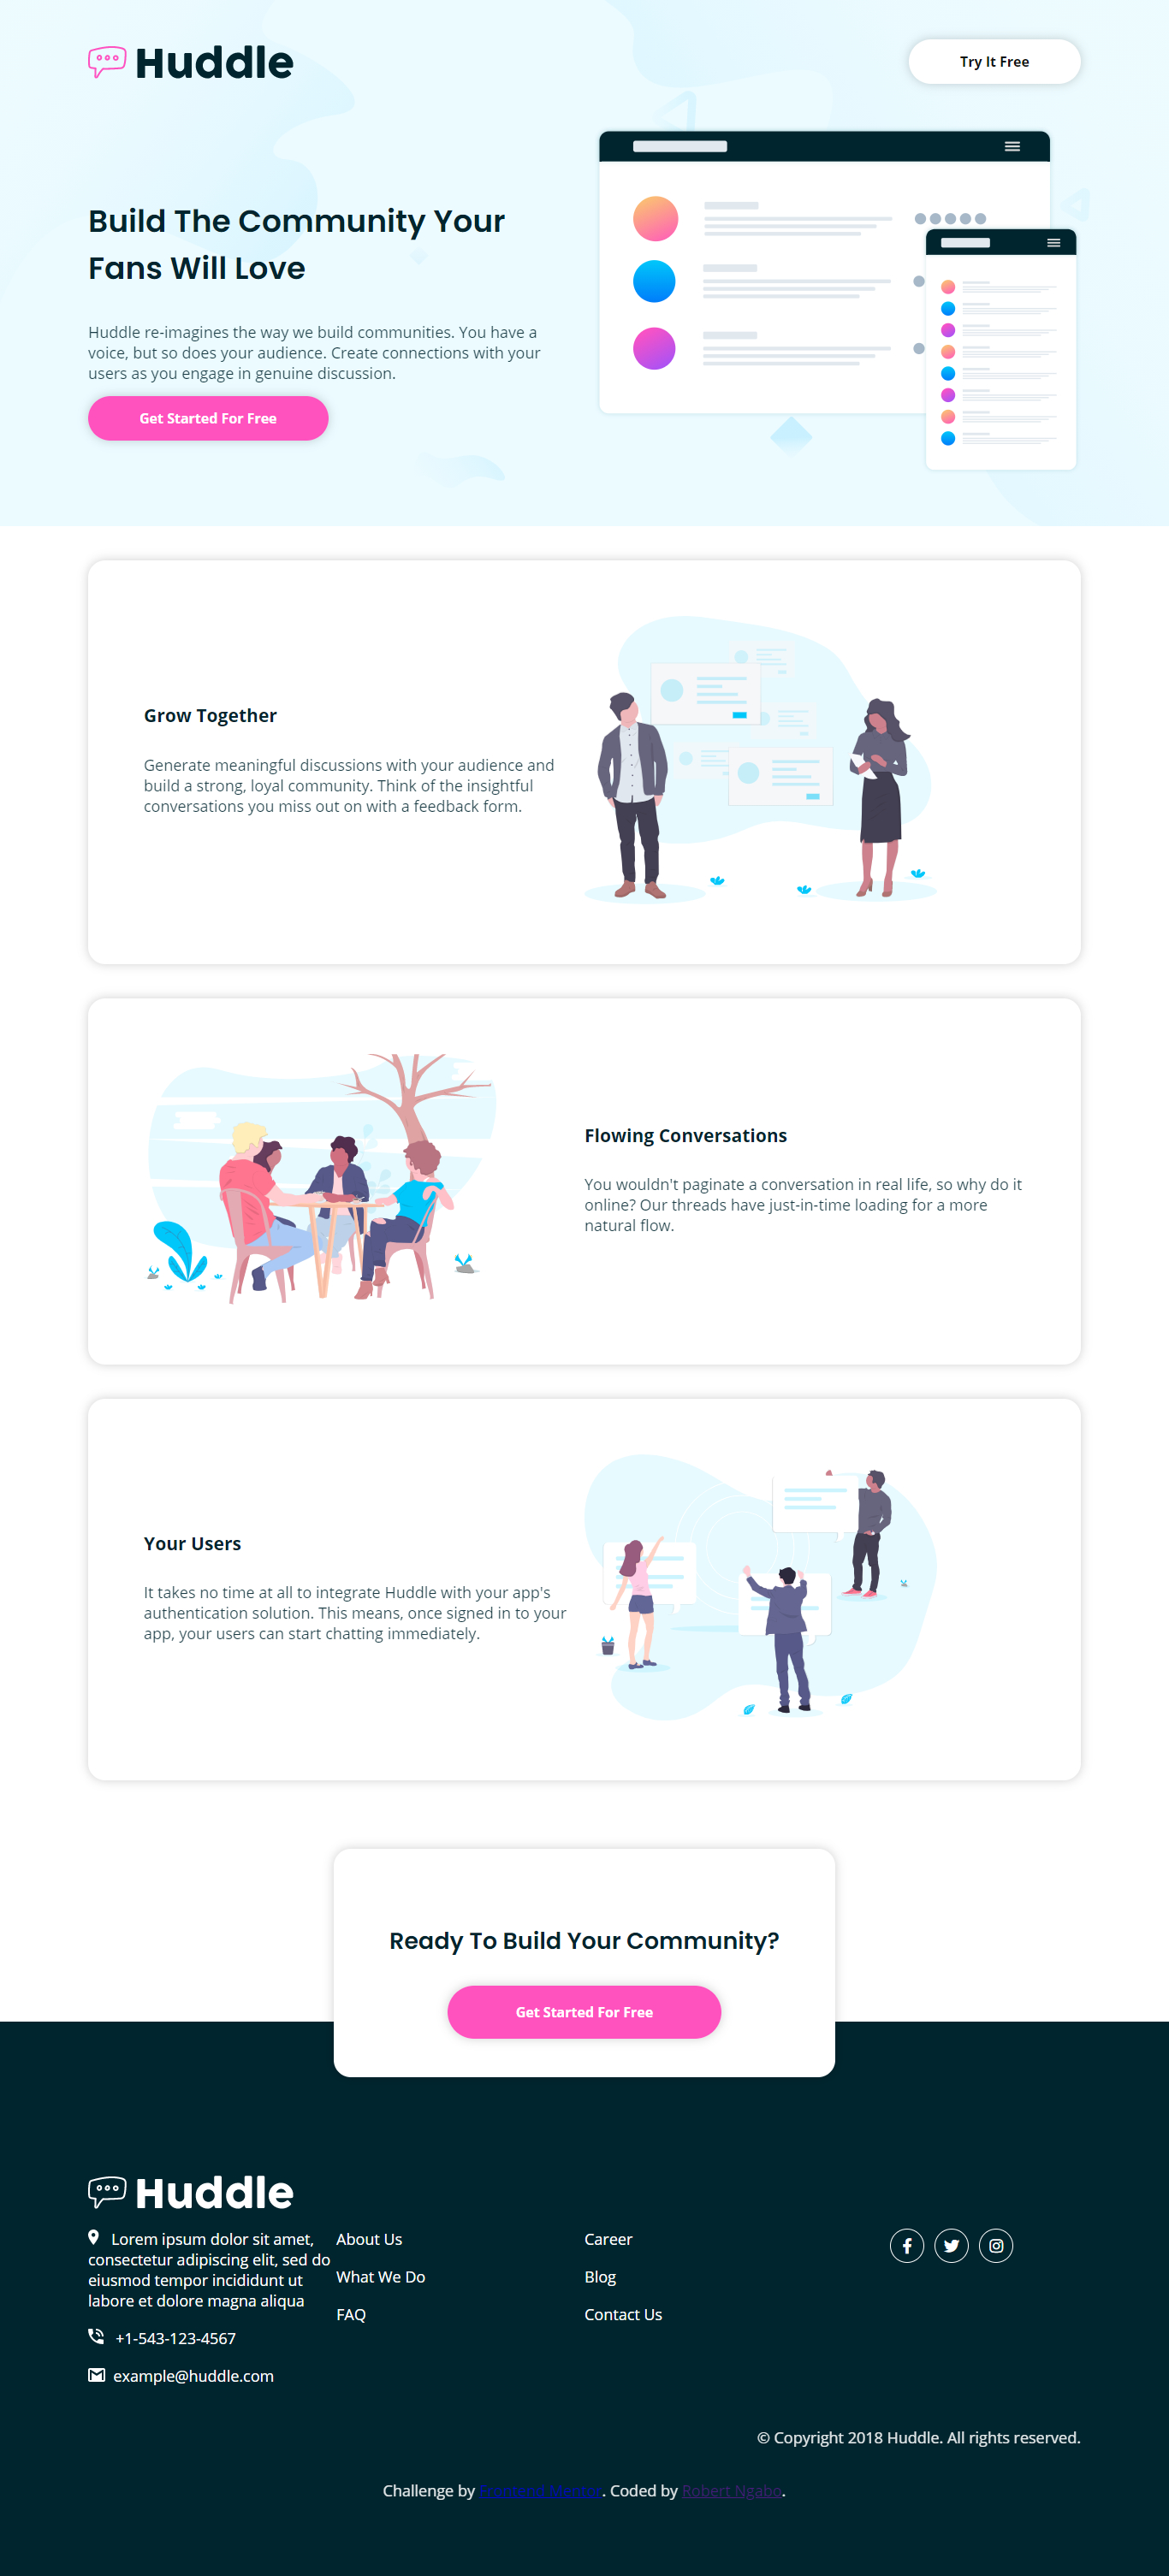 Huddle
Try It Free
Build The Community Your
Fans Will Love
Huddle re-imagines the way we build communities. You have a
voice, but so does your audience. Create connections with your
users as you engage in genuine discussion.
Get Started For Free
Grow Together
Generate meaningful discussions with your audience and
build a strong, loyal community. Think of the insightful
conversations you miss out on with a feedback form.
Flowing Conversations
You wouldn't paginate a conversation in real life, so why do it
online? Our threads have just-in-time loading for a more
natural flow.
Your Users
It takes no time at all to integrate Huddle with your app's
authentication solution. This means, once signed in to your
app, your users can start chatting immediately.
Ready To Build Your Community?
Get Started For Free
Huddle
Lorem ipsum dolor sit amet,
consectetur adipiscing elit, sed do
eiusmod tempor incididunt ut
labore et dolore magna aliqua
+1-543-123-4567
example@huddle.com
About Us
What We Do
FAQ
Career
Blog
Contact Us
© Copyright 2018 Huddle. All rights reserved.
Challenge by Frontend Mentor. Coded by Robert Ngabo.